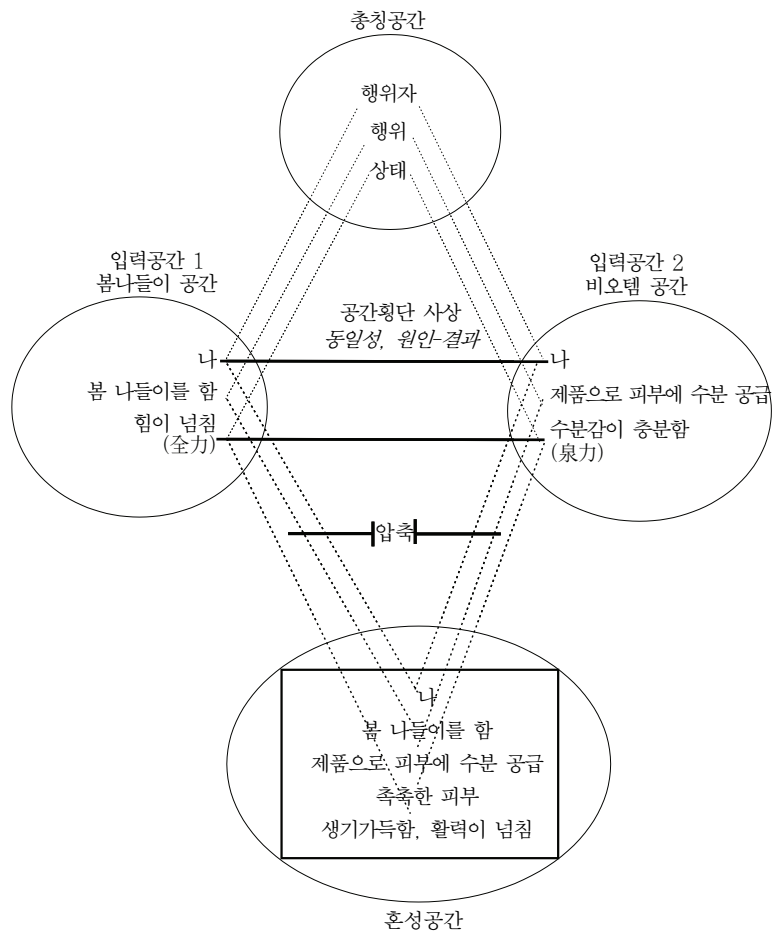 총칭공간
행위자
행위
상태
입력공간 1
봄나들이 공간
입력공간 2
비오템 공간
공간횡단 사상
동일성, 원인-결과
나
나
봄 나들이를 함
제품으로 피부에 수분 공급
힘이 넘침
(全力)
수분감이 충분함
(泉力)
압축
나
봄 나들이를 함
제품으로 피부에 수분 공급
촉촉한 피부
생기가득함, 활력이 넘침
혼성공간